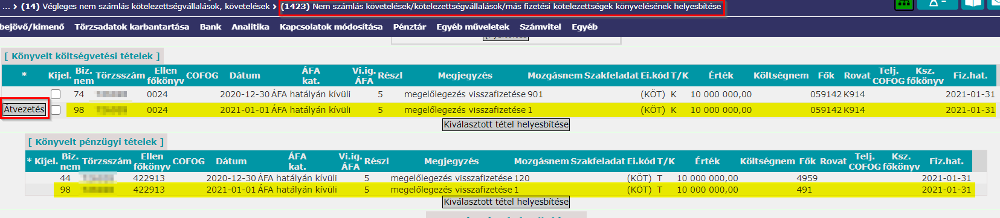 ... > (14) Végleges nem számlás kötelezettségvállalások, követelések > (1423) Nem számlás követelések/kötelezettségvállalások/más fizetési kötelezettségek könyvelésének helyesbítése
bejövő/kimenő Törzsadatok karbantartása Bank Analitika Kapcsolatok módosítása Pénztár Egyéb műveletek Számvitel Egyéb
[ Könyvelt költségvetési tételek ]
* Kijel. Biz. nem Törzsszám Ellen főkönyv COFOG Dátum ÁFA kat. Vi.ig. ÁFA Részl Megjegyzés Mozgásnem Szakfeladat Ei.kód T/K Érték Költségnem Fők Rovat Telj. COFOG Ksz. főkönyv Fiz.hat.
74 0024 2020-12-30 ÁFA hatályán kívüli 5 megelőlegezés visszafizetése 901 (KÖT) K 10 000 000,00 059142 K914 2021-01-31
Átvezetés 98 0024 2021-01-01 ÁFA hatályán kívüli 5 megelőlegezés visszafizetése 1 (KÖT) K 10 000 000,00 059142 K914 2021-01-31
Kiválasztott tétel helyesbítése
[ Könyvelt pénzügyi tételek ]
* Kijel. Biz. nem Törzsszám Ellen főkönyv COFOG Dátum ÁFA kat. Vi.ig. ÁFA Részl Megjegyzés Mozgásnem Szakfeladat Ei.kód T/K Érték Költségnem Fők Rovat Telj. COFOG Ksz. főkönyv Fiz.hat.
44 422913 2020-12-30 ÁFA hatályán kívüli 5 megelőlegezés visszafizetése 120 (KÖT) T 10 000 000,00 4959 2021-01-31
98 422913 2021-01-01 ÁFA hatályán kívüli 5 megelőlegezés visszafizetése 1 (KÖT) T 10 000 000,00 491 2021-01-31
Kiválasztott tétel helyesbítése